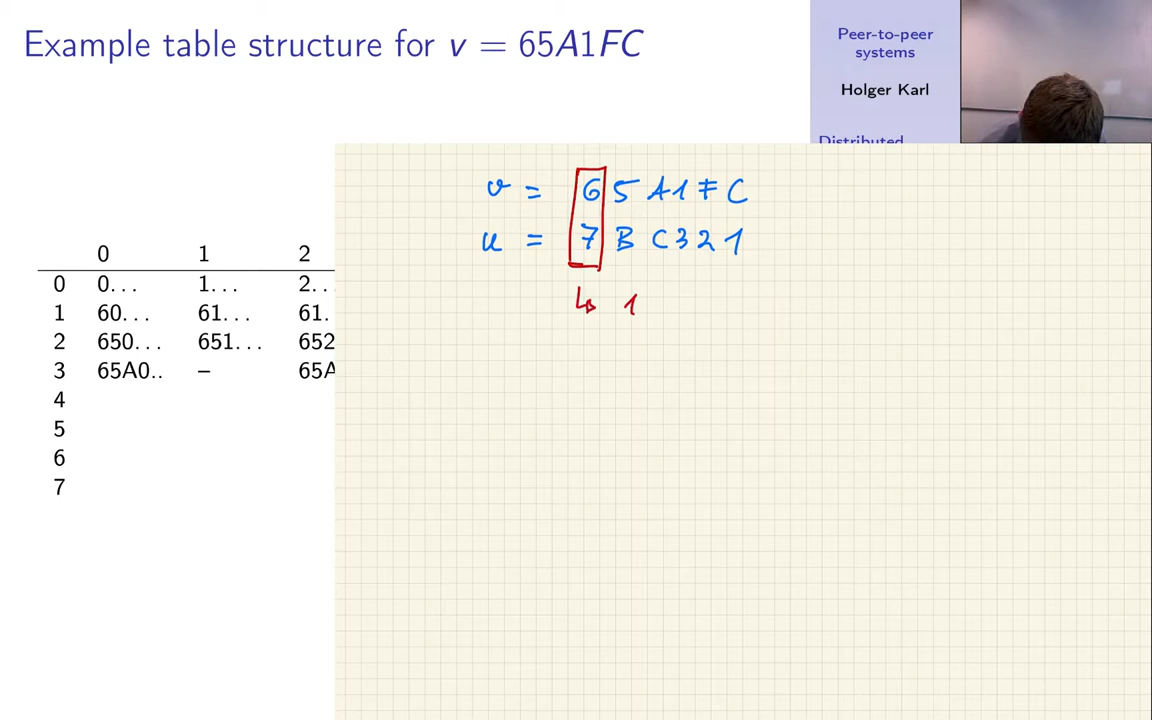 Example table structure for v = 65A1FC
Peer-to-peer
systems
Holger Karl
Distributed
v = 65A1FC
u = 7BC321
↳ 1
0 1 2
0 0... 1... 2...
1 60... 61... 61.
2 650... 651... 652
3 65A0.. – 65A
4
5
6
7